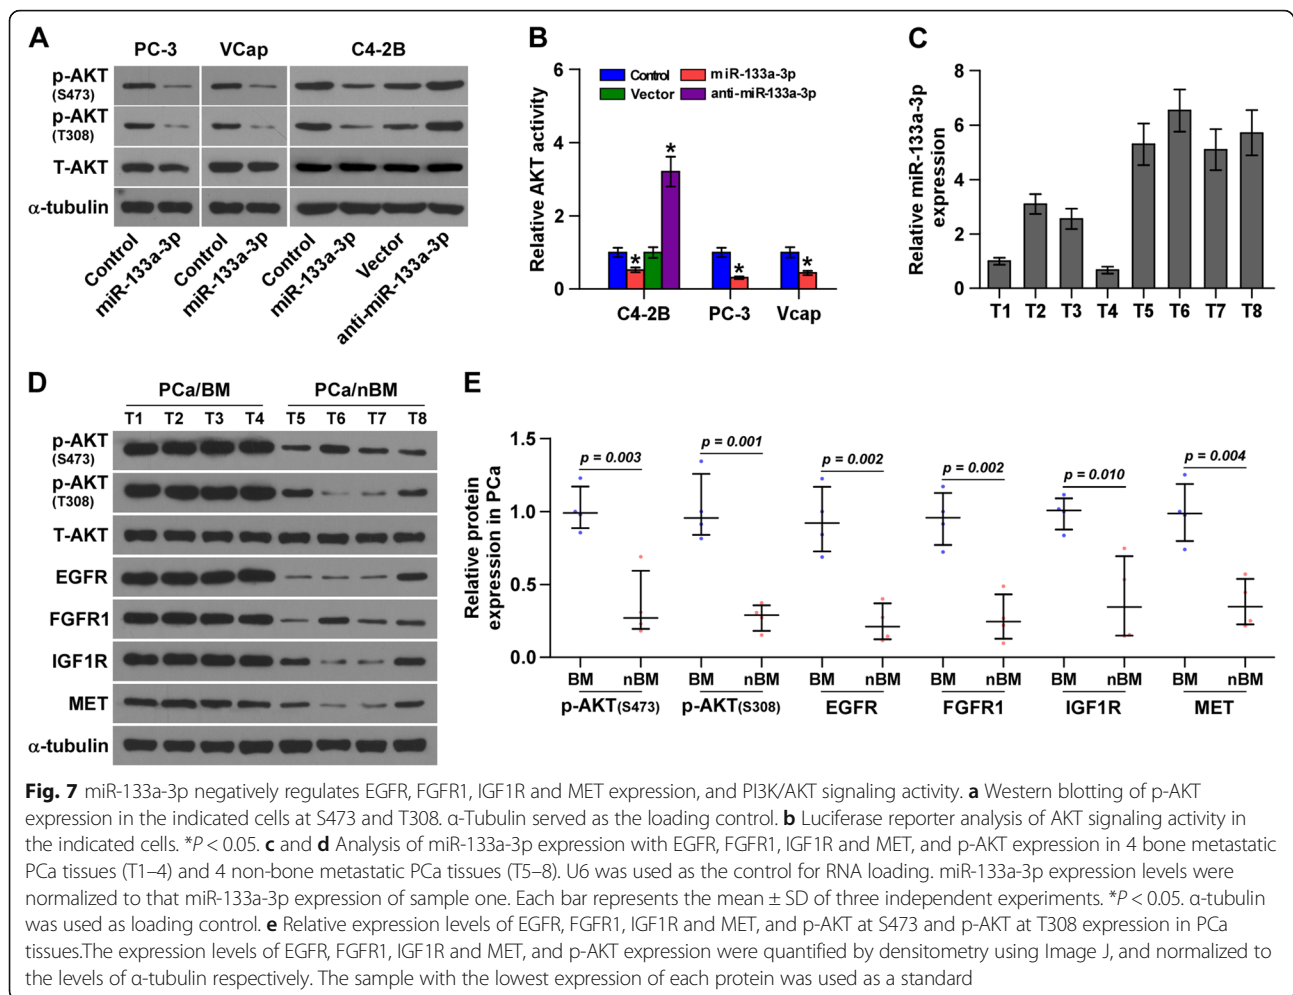 A
PC-3 VCap C4-2B
p-AKT
(S473)
p-AKT
(T308)
T-AKT
α-tubulin
Control
miR-133a-3p
Control
miR-133a-3p
Control
miR-133a-3p
Vector
anti-miR-133a-3p
B
Relative AKT activity
6
4
2
0
Control miR-133a-3p
Vector anti-miR-133a-3p
* * * *
C4-2B PC-3 Vcap
C
Relative miR-133a-3p
expression
8
6
4
2
0
T1 T2 T3 T4 T5 T6 T7 T8
D
PCa/BM PCa/nBM
T1 T2 T3 T4 T5 T6 T7 T8
p-AKT
(S473)
p-AKT
(T308)
T-AKT
EGFR
FGFR1
IGF1R
MET
α-tubulin
E
Relative protein
expression in PCa
1.5
1.0
0.5
0.0
p = 0.003 p = 0.001 p = 0.002 p = 0.002 p = 0.010 p = 0.004
BM nBM BM nBM BM nBM BM nBM BM nBM BM nBM
p-AKT(S473) p-AKT(S308) EGFR FGFR1 IGF1R MET
Fig. 7 miR-133a-3p negatively regulates EGFR, FGFR1, IGF1R and MET expression, and PI3K/AKT signaling activity. a Western blotting of p-AKT
expression in the indicated cells at S473 and T308. α-Tubulin served as the loading control. b Luciferase reporter analysis of AKT signaling activity in
the indicated cells. *P < 0.05. c and d Analysis of miR-133a-3p expression with EGFR, FGFR1, IGF1R and MET, and p-AKT expression in 4 bone metastatic
PCa tissues (T1–4) and 4 non-bone metastatic PCa tissues (T5–8). U6 was used as the control for RNA loading. miR-133a-3p expression levels were
normalized to that miR-133a-3p expression of sample one. Each bar represents the mean ± SD of three independent experiments. *P < 0.05. α-tubulin
was used as loading control. e Relative expression levels of EGFR, FGFR1, IGF1R and MET, and p-AKT at S473 and p-AKT at T308 expression in PCa
tissues.The expression levels of EGFR, FGFR1, IGF1R and MET, and p-AKT expression were quantified by densitometry using Image J, and normalized to
the levels of α-tubulin respectively. The sample with the lowest expression of each protein was used as a standard